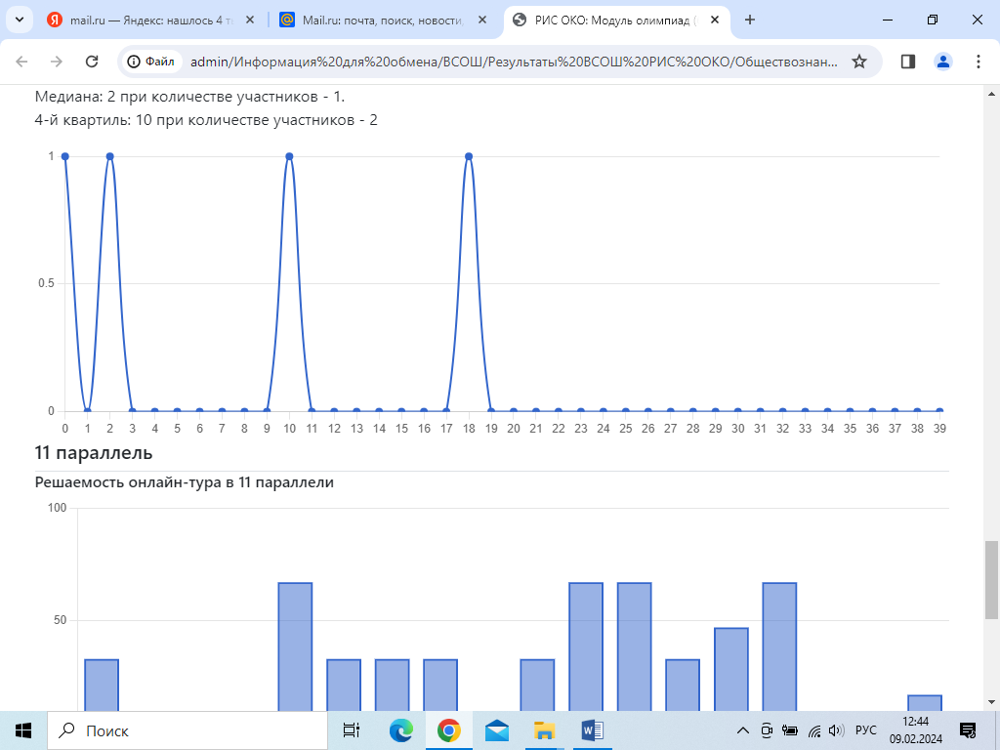 mail.ru — Яндекс: нашлось 4 т
Mail.ru: почта, поиск, новости,
РИС ОКО: Модуль олимпиад (
Файл
admin/Информация%20для%20обмена/ВСОШ/Результаты%20ВСОШ%20РИС%20ОКО/Обществознан...
Медиана: 2 при количестве участников - 1.
4-й квартиль: 10 при количестве участников - 2
1
0.5
0
0 1 2 3 4 5 6 7 8 9 10 11 12 13 14 15 16 17 18 19 20 21 22 23 24 25 26 27 28 29 30 31 32 33 34 35 36 37 38 39
11 параллель
Решаемость онлайн-тура в 11 параллели
100
50
Поиск
РУС
12:44
09.02.2024